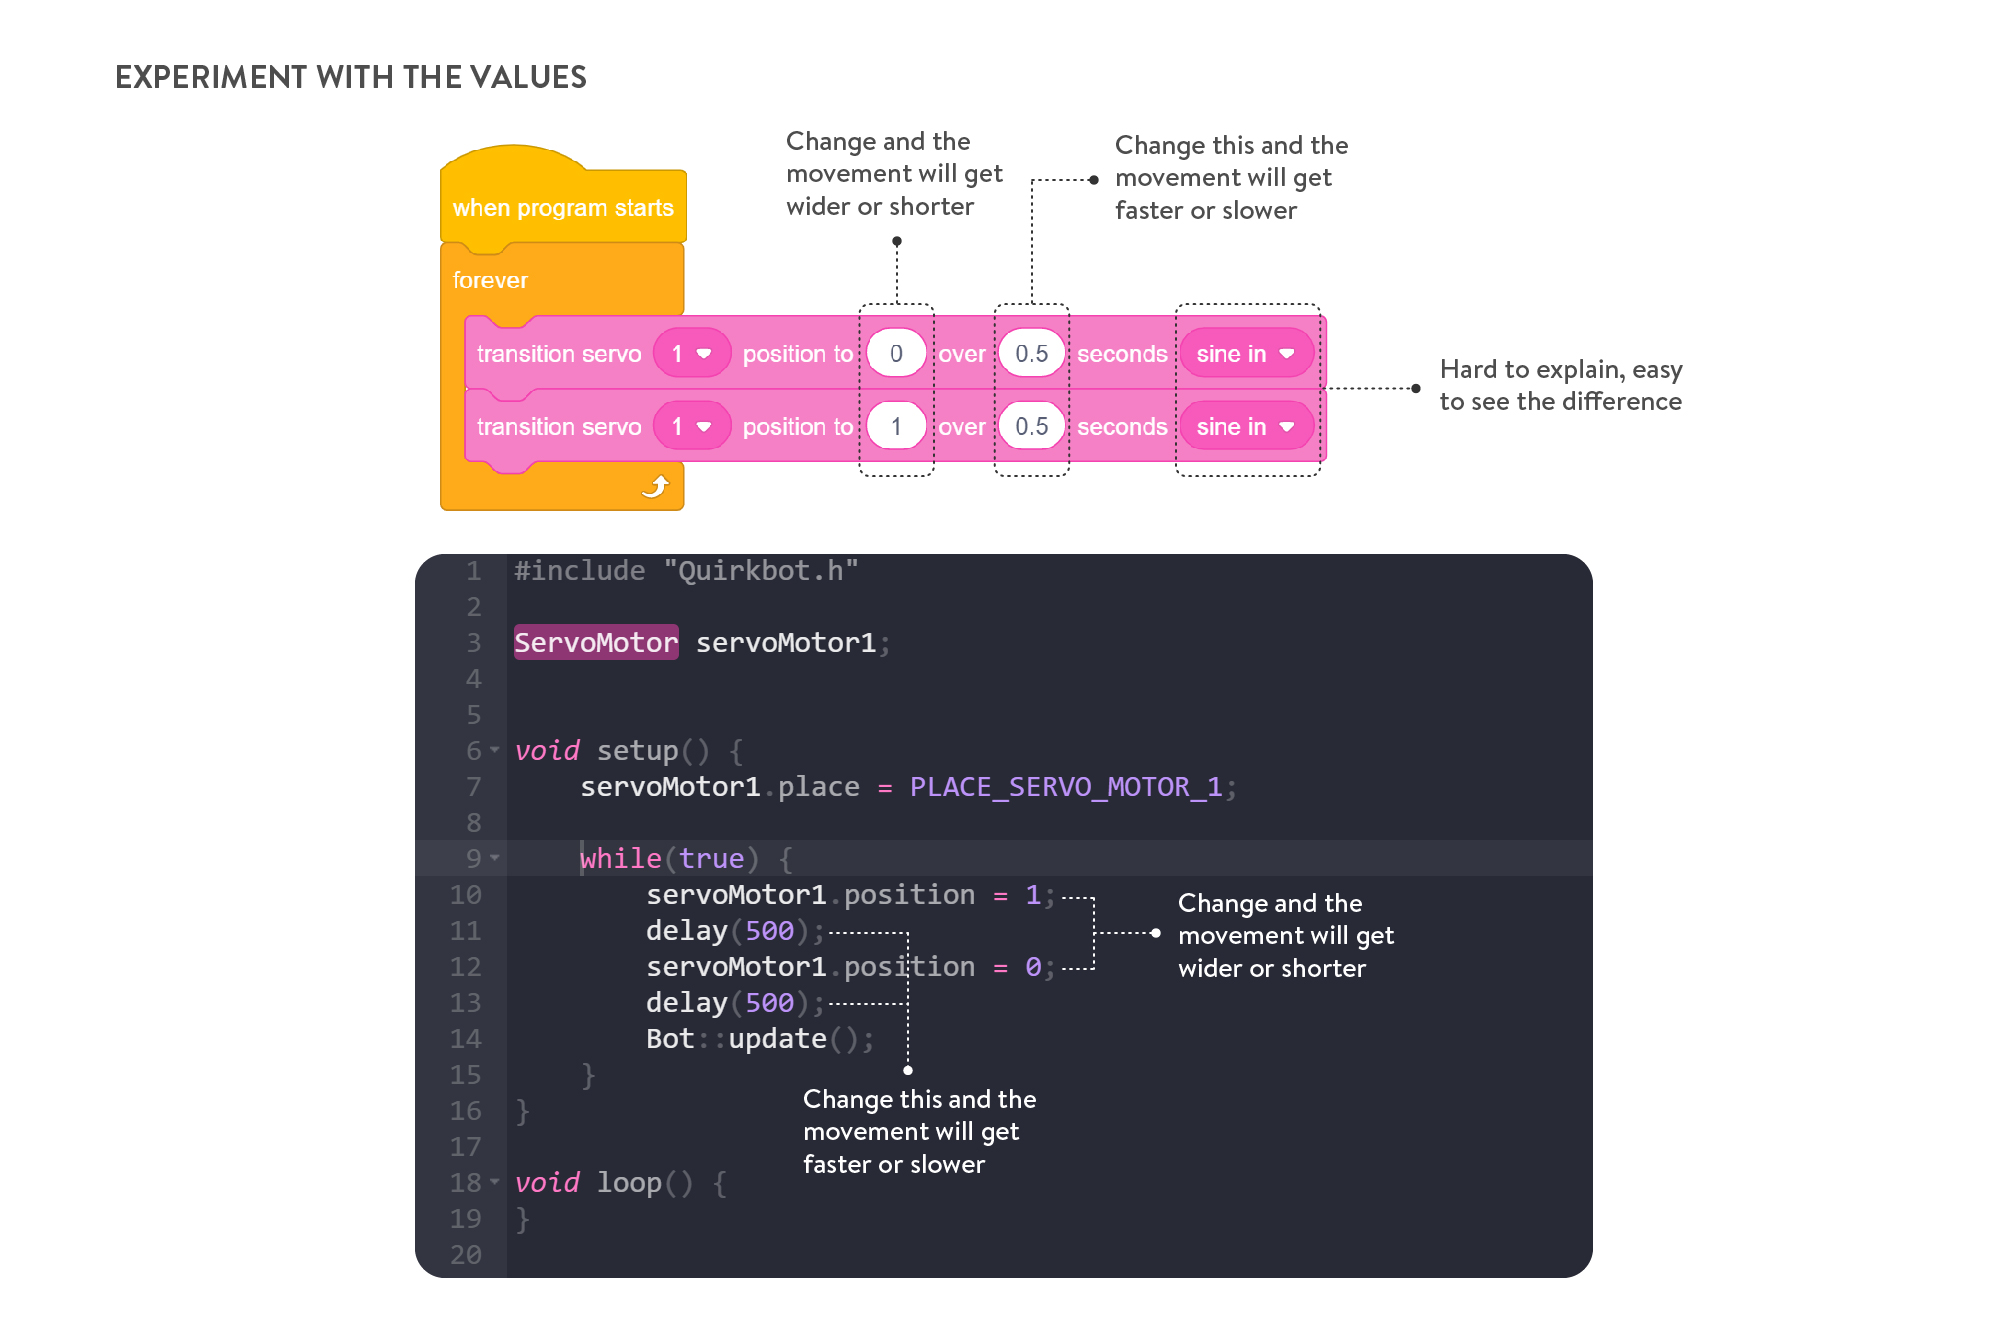 EXPERIMENT WITH THE VALUES
Change and the
movement will get
wider or shorter
Change this and the
movement will get
faster or slower
when program starts
forever
transition servo 1 position to 0 over 0.5 seconds sine in
transition servo 1 position to 1 over 0.5 seconds sine in
Hard to explain, easy
to see the difference
1 #include "Quirkbot.h"
2
3 ServoMotor servoMotor1;
4
5
6 void setup() {
7 servoMotor1.place = PLACE_SERVO_MOTOR_1;
8
9 while(true) {
10 servoMotor1.position = 1;
11 delay(500);
12 servoMotor1.position = 0;
13 delay(500);
14 Bot::update();
15 }
16 }
17
18 void loop() {
19 }
20
Change and the
movement will get
wider or shorter
Change this and the
movement will get
faster or slower